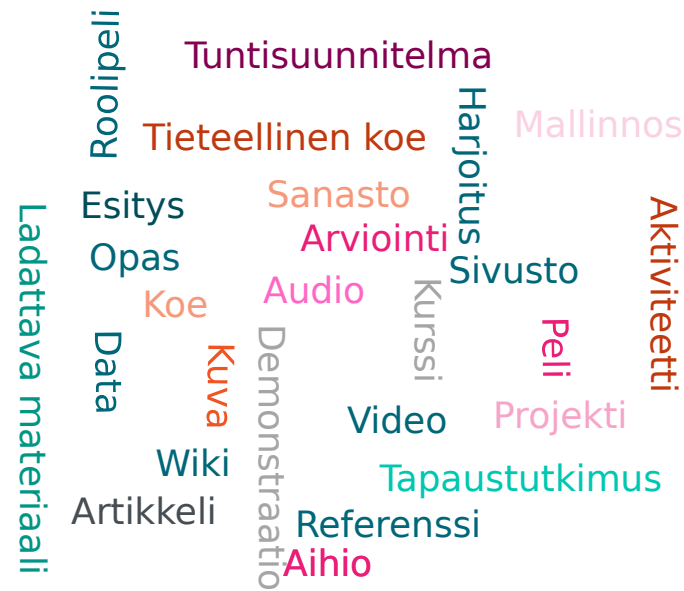 Roolipeli
Tuntisuunnitelma
Harjoitus
Mallinnos
Tieteellinen koe
Sanasto
Esitys
Aktiviteetti
Ladattava materiaali
Arviointi
Opas
Sivusto
Audio
Koe
Kurssi
Peli
Demonstraatio
Data
Kuva
Video
Projekti
Wiki
Tapaustutkimus
Artikkeli
Referenssi
Aihio